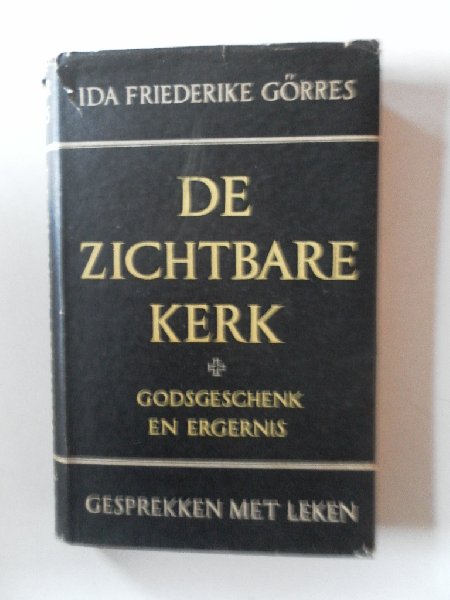 IDA FRIEDERIKE GÖRRES
DE
ZICHTBARE
KERK
GODSGESCHENK
EN ERGERNIS
GESPREKKEN MET LEKEN